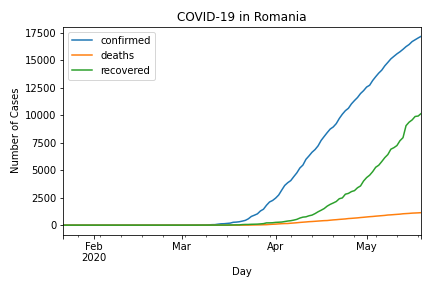 COVID-19 in Romania
confirmed
deaths
recovered
Number of Cases
17500
15000
12500
10000
7500
5000
2500
0
Feb
2020
Mar
Apr
May
Day